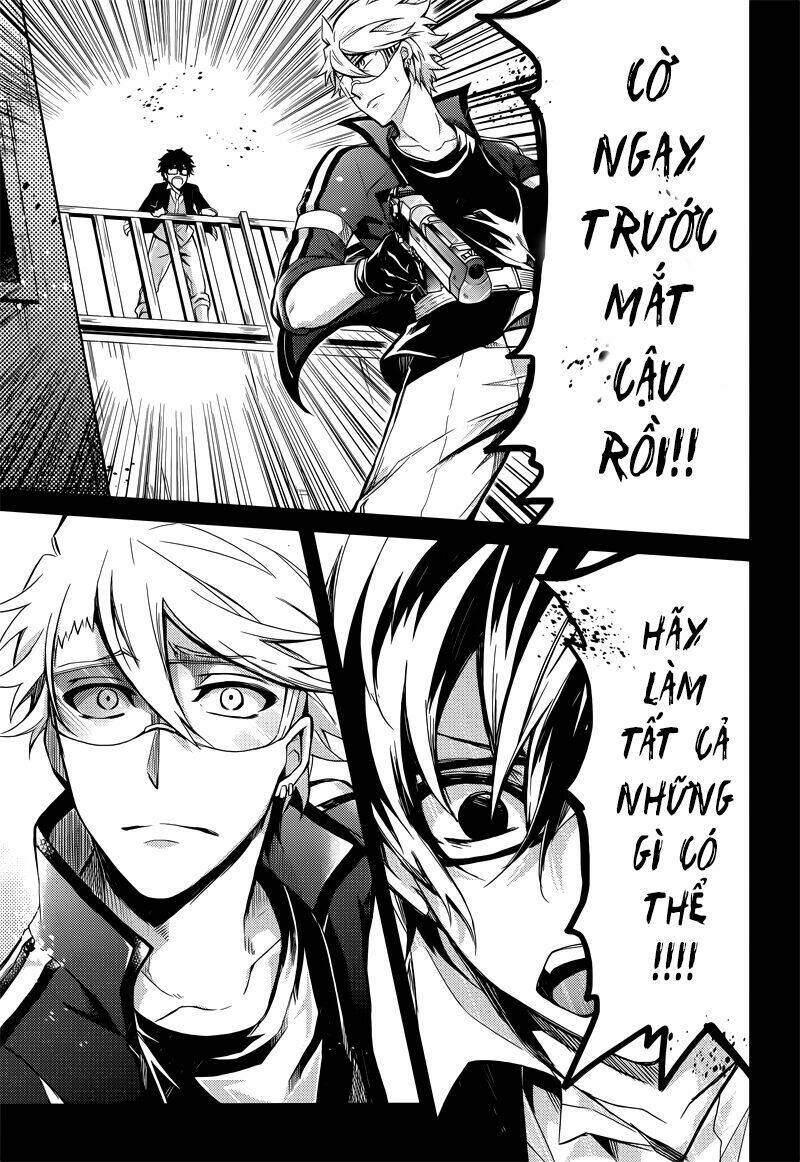 CỜ
NGAY
TRƯỚC
MẮT
CẬU
RỒI!!
HÃY
LÀM
TẤT CẢ
NHỮNG
GÌ CÓ
THỂ
!!!!